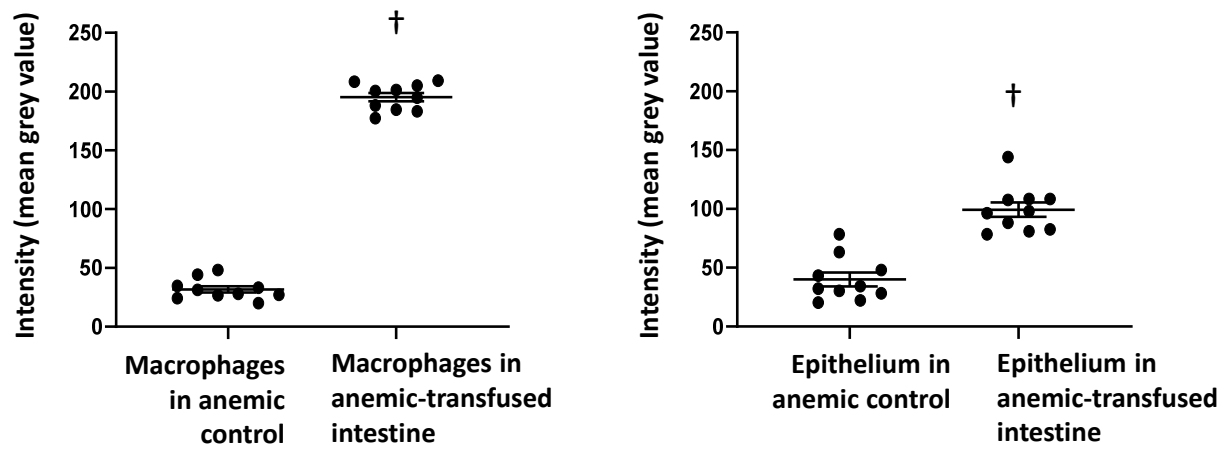 Intensity (mean grey value)
250
200
150
100
50
0
†
Macrophages
in anemic
control
Macrophages in
anemic-transfused
intestine
Intensity (mean grey value)
250
200
150
100
50
0
†
Epithelium in
anemic control
Epithelium in
anemic-transfused
intestine